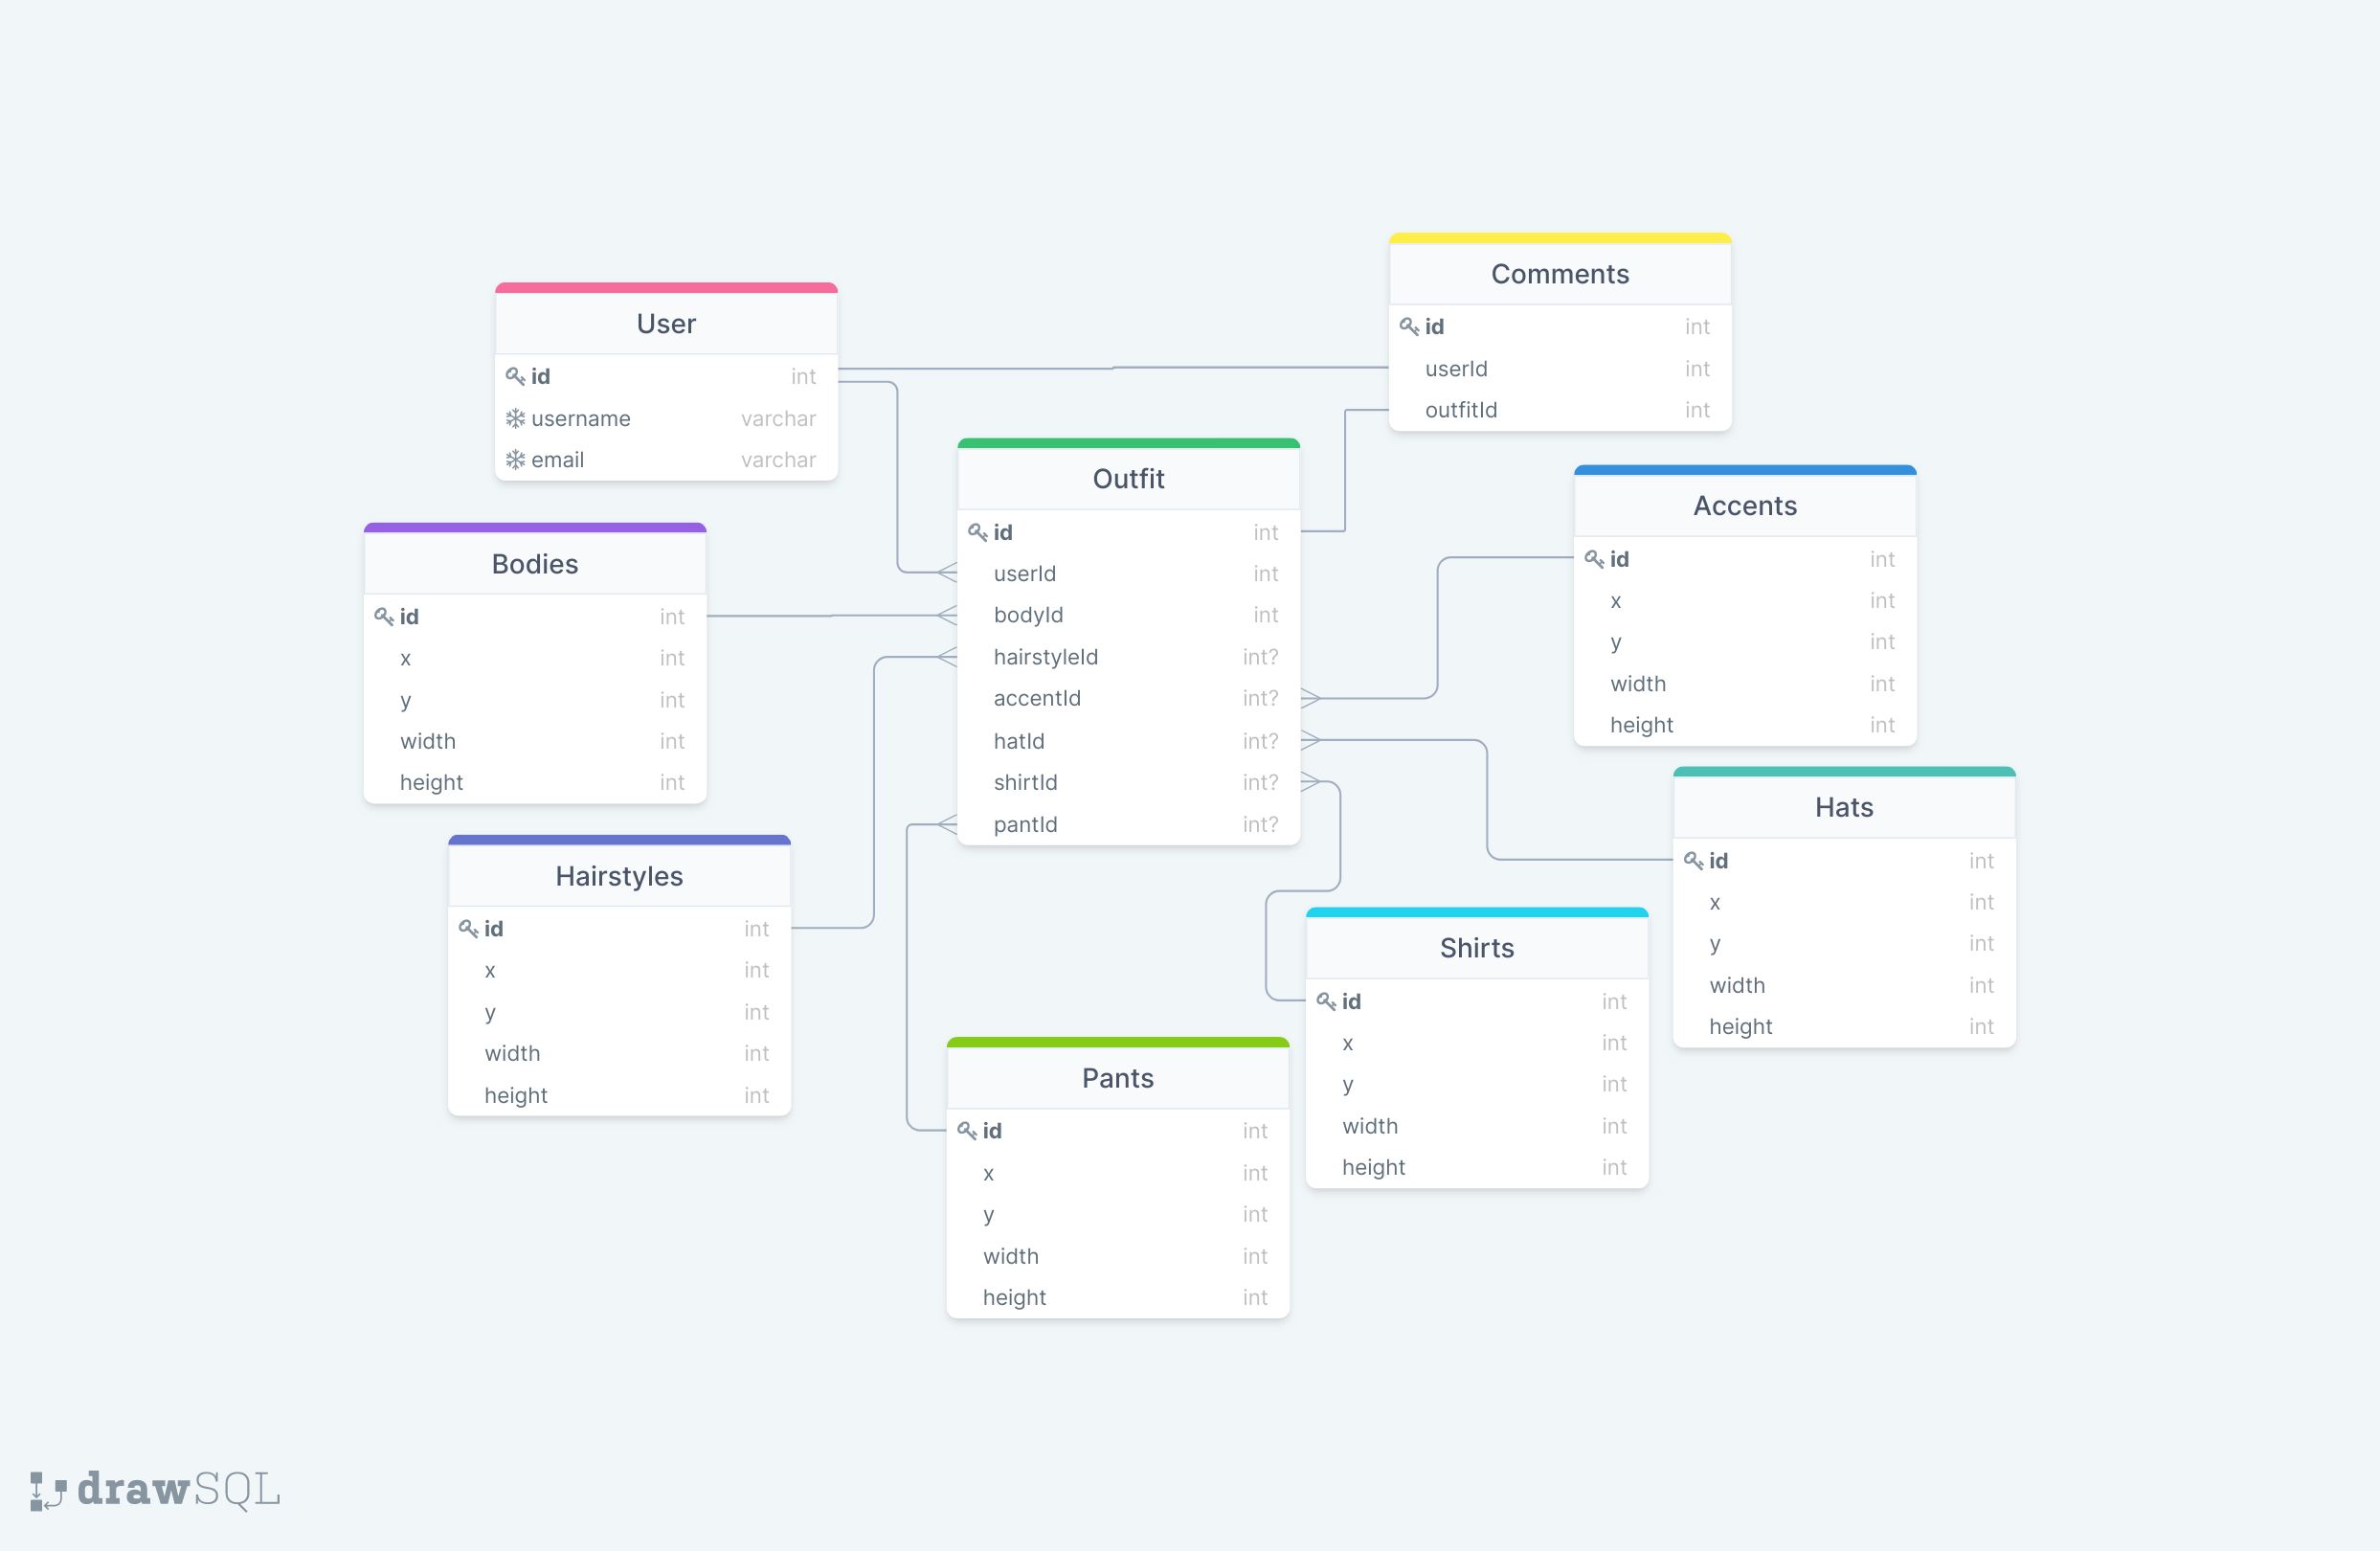 Comments
id int
userId int
outfitId int
User
id int
username varchar
email varchar
Outfit
id int
userId int
bodyId int
hairstyleId int?
accentId int?
hatId int?
shirtId int?
pantId int?
Accents
id int
x int
y int
width int
height int
Bodies
id int
x int
y int
width int
height int
Hats
id int
x int
y int
width int
height int
Hairstyles
id int
x int
y int
width int
height int
Shirts
id int
x int
y int
width int
height int
Pants
id int
x int
y int
width int
height int
drawSQL